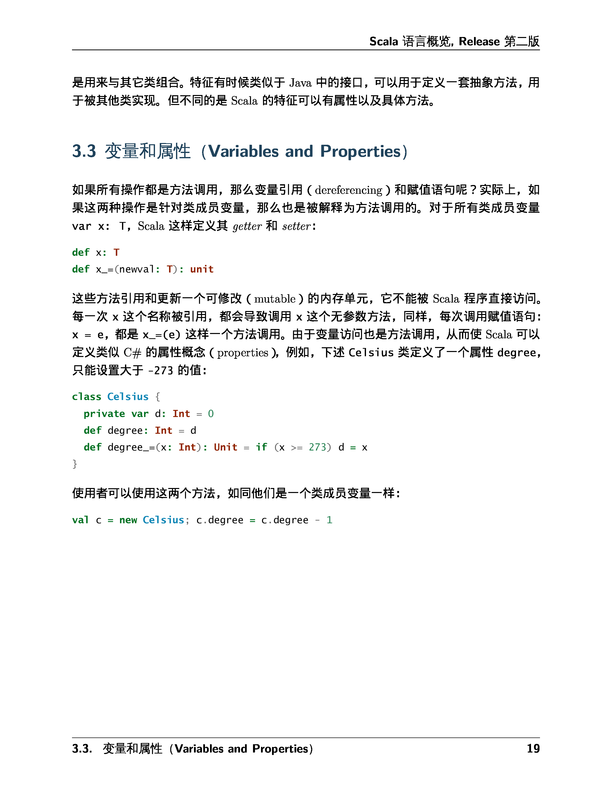 Scala 语言概览, Release 第二版
是用来与其它类组合。特征有时候类似于 Java 中的接口，可以用于定义一套抽象方法，用
于被其他类实现。但不同的是 Scala 的特征可以有属性以及具体方法。
3.3 变量和属性（Variables and Properties）
如果所有操作都是方法调用，那么变量引用（dereferencing）和赋值语句呢？实际上，如
果这两种操作是针对类成员变量，那么也是被解释为方法调用的。对于所有类成员变量
var x: T，Scala 这样定义其 getter 和 setter：
def x: T
def x_=(newval: T): unit
这些方法引用和更新一个可修改（mutable）的内存单元，它不能被 Scala 程序直接访问。
每一次 x 这个名称被引用，都会导致调用 x 这个无参数方法，同样，每次调用赋值语句：
x = e，都是 x_=(e) 这样一个方法调用。由于变量访问也是方法调用，从而使 Scala 可以
定义类似 C# 的属性概念（properties）。例如，下述 Celsius 类定义了一个属性 degree，
只能设置大于 -273 的值：
class Celsius {
  private var d: Int = 0
  def degree: Int = d
  def degree_=(x: Int): Unit = if (x >= 273) d = x
}
使用者可以使用这两个方法，如同他们是一个类成员变量一样：
val c = new Celsius; c.degree = c.degree - 1
3.3. 变量和属性（Variables and Properties） 19